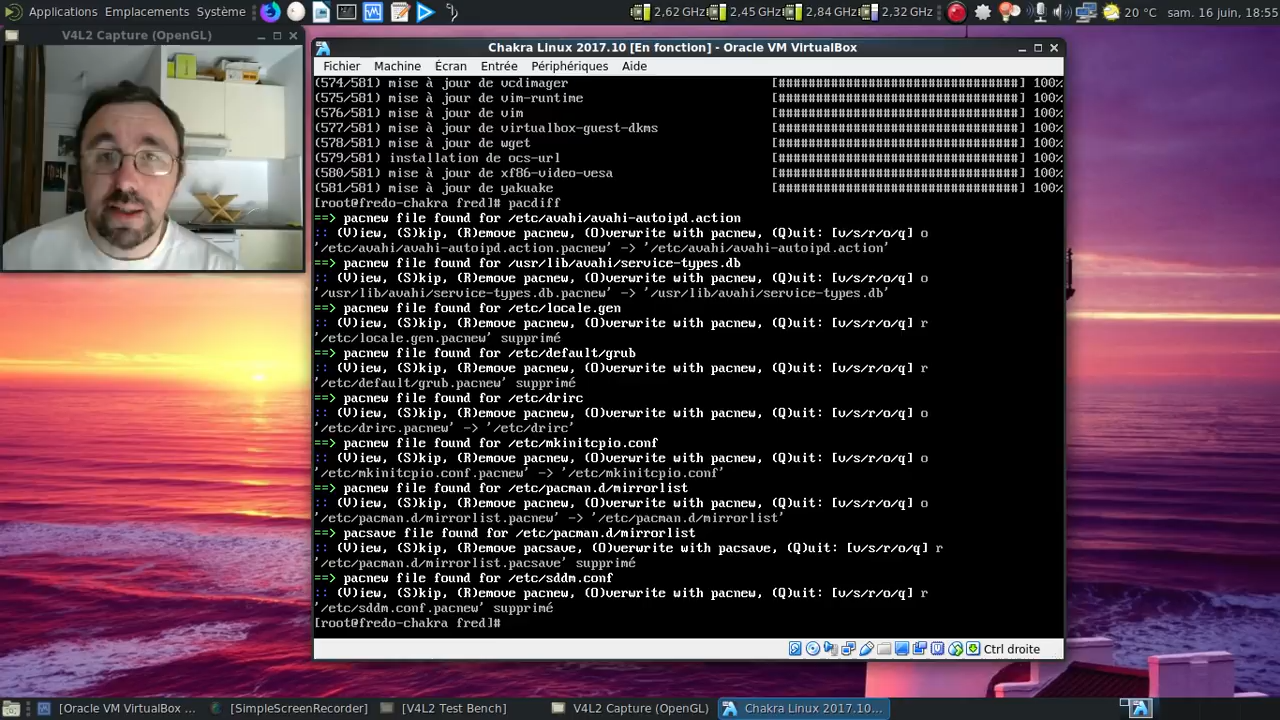 Applications Emplacements Système 2,62 GHz 2,45 GHz 2,84 GHz 2,32 GHz 20 °C sam. 16 juin, 18:55
V4L2 Capture (OpenGL)
Chakra Linux 2017.10 [En fonction] - Oracle VM VirtualBox
Fichier Machine Écran Entrée Périphériques Aide
(574/581) mise à jour de vcdimager [##################################] 100%
(575/581) mise à jour de vim-runtime [##################################] 100%
(576/581) mise à jour de vim [##################################] 100%
(577/581) mise à jour de virtualbox-guest-dkms [##################################] 100%
(578/581) mise à jour de wget [##################################] 100%
(579/581) installation de ocs-url [##################################] 100%
(580/581) mise à jour de xf86-video-vesa [##################################] 100%
(581/581) mise à jour de yakuake [##################################] 100%
[root@fredo-chakra fred]# pacdiff
==> pacnew file found for /etc/avahi/avahi-autoipd.action
:: (V)iew, (S)kip, (R)emove pacnew, (O)verwrite with pacnew, (Q)uit: [v/s/r/o/q] o
'/etc/avahi/avahi-autoipd.action.pacnew' -> '/etc/avahi/avahi-autoipd.action'
==> pacnew file found for /usr/lib/avahi/service-types.db
:: (V)iew, (S)kip, (R)emove pacnew, (O)verwrite with pacnew, (Q)uit: [v/s/r/o/q] o
'/usr/lib/avahi/service-types.db.pacnew' -> '/usr/lib/avahi/service-types.db'
==> pacnew file found for /etc/locale.gen
:: (V)iew, (S)kip, (R)emove pacnew, (O)verwrite with pacnew, (Q)uit: [v/s/r/o/q] r
'/etc/locale.gen.pacnew' supprimé
==> pacnew file found for /etc/default/grub
:: (V)iew, (S)kip, (R)emove pacnew, (O)verwrite with pacnew, (Q)uit: [v/s/r/o/q] r
'/etc/default/grub.pacnew' supprimé
==> pacnew file found for /etc/drirc
:: (V)iew, (S)kip, (R)emove pacnew, (O)verwrite with pacnew, (Q)uit: [v/s/r/o/q] o
'/etc/drirc.pacnew' -> '/etc/drirc'
==> pacnew file found for /etc/mkinitcpio.conf
:: (V)iew, (S)kip, (R)emove pacnew, (O)verwrite with pacnew, (Q)uit: [v/s/r/o/q] o
'/etc/mkinitcpio.conf.pacnew' -> '/etc/mkinitcpio.conf'
==> pacnew file found for /etc/pacman.d/mirrorlist
:: (V)iew, (S)kip, (R)emove pacnew, (O)verwrite with pacnew, (Q)uit: [v/s/r/o/q] o
'/etc/pacman.d/mirrorlist.pacnew' -> '/etc/pacman.d/mirrorlist'
==> pacsave file found for /etc/pacman.d/mirrorlist
:: (V)iew, (S)kip, (R)emove pacsave, (O)verwrite with pacsave, (Q)uit: [v/s/r/o/q] r
'/etc/pacman.d/mirrorlist.pacsave' supprimé
==> pacnew file found for /etc/sddm.conf
:: (V)iew, (S)kip, (R)emove pacnew, (O)verwrite with pacnew, (Q)uit: [v/s/r/o/q] r
'/etc/sddm.conf.pacnew' supprimé
[root@fredo-chakra fred]#
Ctrl droite
[Oracle VM VirtualBox ... [SimpleScreenRecorder] [V4L2 Test Bench] V4L2 Capture (OpenGL) Chakra Linux 2017.10...